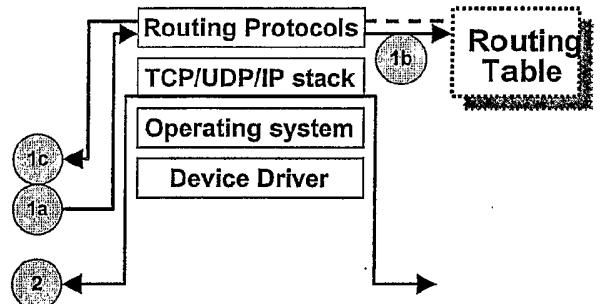 Routing Protocols
1b
Routing
Table
TCP/UDP/IP stack
Operating system
1c
Device Driver
1a
2